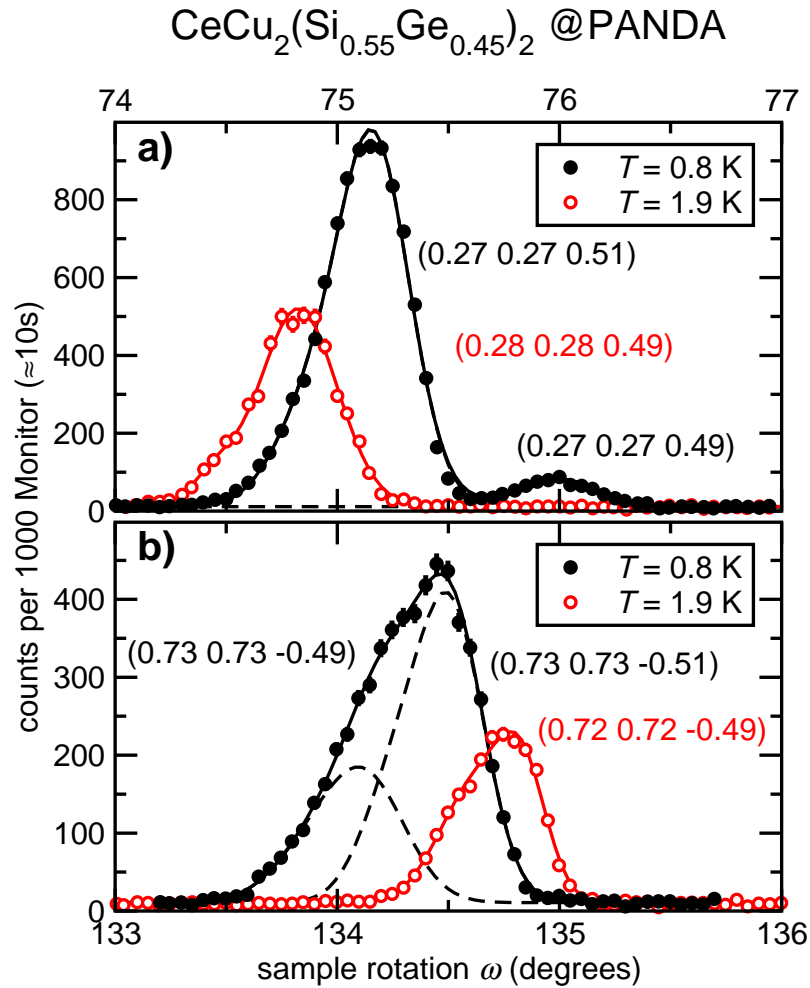 CeCu₂(Si₀.₅₅Ge₀.₄₅)₂ @PANDA
74 75 76 77
a)
T = 0.8 K
T = 1.9 K
800
600
400
200
0
(0.27 0.27 0.51)
(0.28 0.28 0.49)
(0.27 0.27 0.49)
counts per 1000 Monitor (≈10s)
b)
T = 0.8 K
T = 1.9 K
400
300
200
100
0
(0.73 0.73 -0.49)
(0.73 0.73 -0.51)
(0.72 0.72 -0.49)
133 134 135 136
sample rotation ω (degrees)